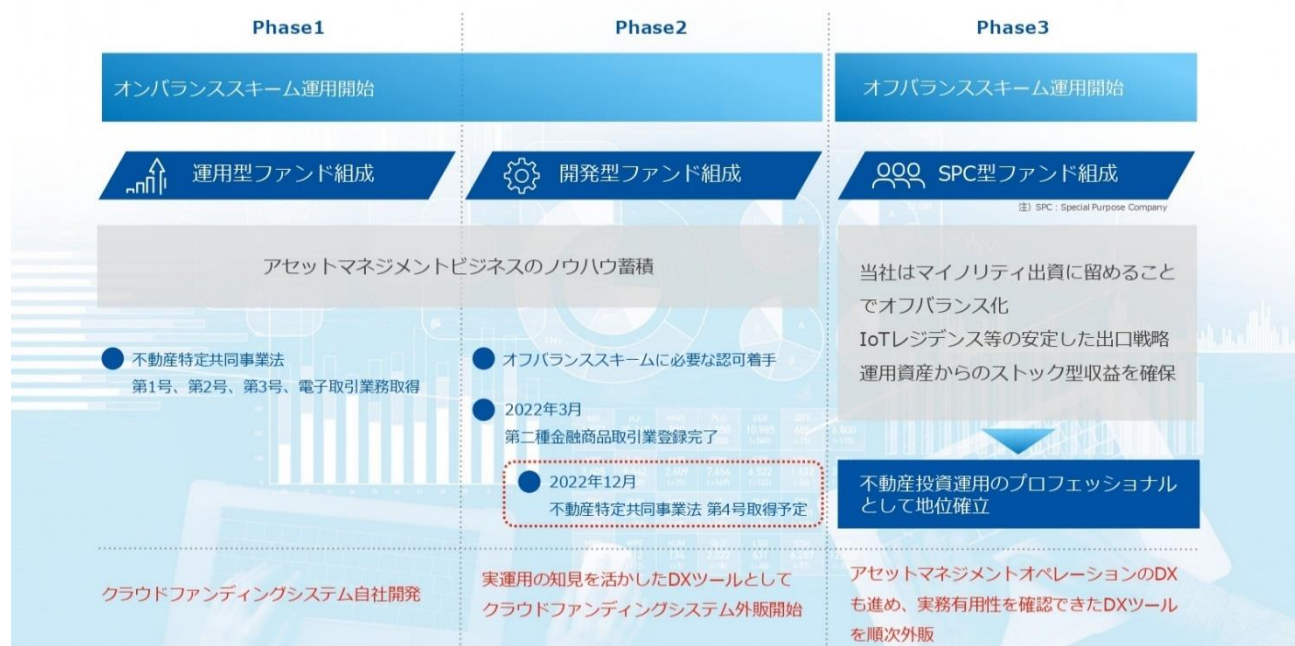 Phase1
Phase2
Phase3
オンバランススキーム運用開始
オフバランススキーム運用開始
運用型ファンド組成
開発型ファンド組成
SPC型ファンド組成
注）SPC：Special Purpose Company
アセットマネジメントビジネスのノウハウ蓄積
当社はマイノリティ出資に留めること
でオフバランス化
IoTレジデンス等の安定した出口戦略
運用資産からのストック型収益を確保
不動産特定共同事業法
第1号、第2号、第3号、電子取引業務取得
オフバランススキームに必要な認可着手
2022年3月
第二種金融商品取引業登録完了
2022年12月
不動産特定共同事業法 第4号取得予定
不動産投資運用のプロフェッショナル
として地位確立
クラウドファンディングシステム自社開発
実運用の知見を活かしたDXツールとして
クラウドファンディングシステム外販開始
アセットマネジメントオペレーションのDX
も進め、実務有用性を確認できたDXツール
を順次外販